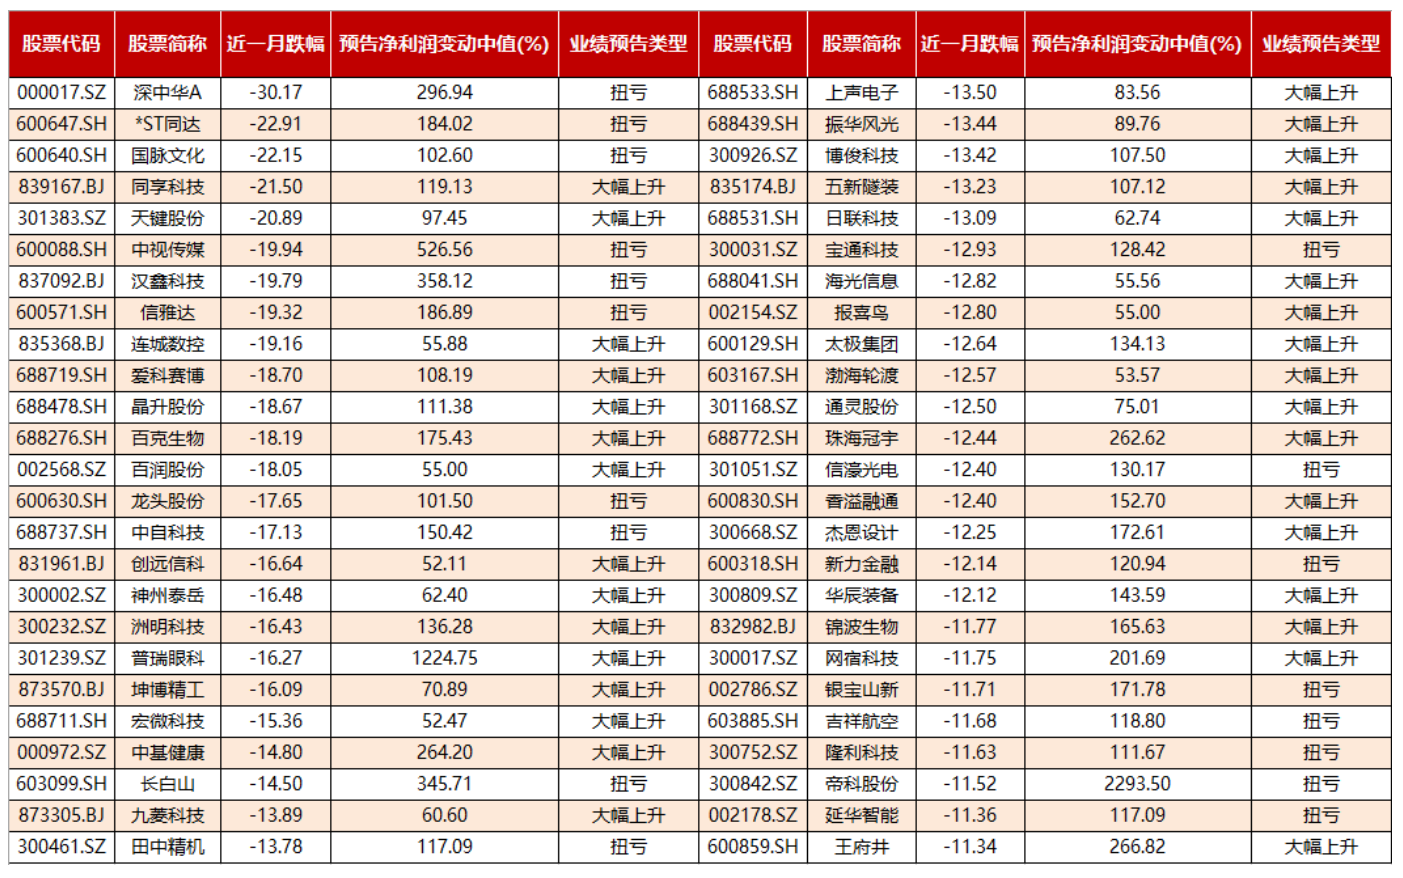 股票代码 股票简称 近一月跌幅 预告净利润变动中值(%) 业绩预告类型 股票代码 股票简称 近一月跌幅 预告净利润变动中值(%) 业绩预告类型
000017.SZ 深中华A -30.17 296.94 扭亏 688533.SH 上声电子 -13.50 83.56 大幅上升
600647.SH *ST同达 -22.91 184.02 扭亏 688439.SH 振华风光 -13.44 89.76 大幅上升
600640.SH 国脉文化 -22.15 102.60 扭亏 300926.SZ 博俊科技 -13.42 107.50 大幅上升
839167.BJ 同享科技 -21.50 119.13 大幅上升 835174.BJ 五新隧装 -13.23 107.12 大幅上升
301383.SZ 天键股份 -20.89 97.45 大幅上升 688531.SH 日联科技 -13.09 62.74 大幅上升
600088.SH 中视传媒 -19.94 526.56 扭亏 300031.SZ 宝通科技 -12.93 128.42 扭亏
837092.BJ 汉鑫科技 -19.79 358.12 扭亏 688041.SH 海光信息 -12.82 55.56 大幅上升
600571.SH 信雅达 -19.32 186.89 扭亏 002154.SZ 报喜鸟 -12.80 55.00 大幅上升
835368.BJ 连城数控 -19.16 55.88 大幅上升 600129.SH 太极集团 -12.64 134.13 大幅上升
688719.SH 爱科赛博 -18.70 108.19 大幅上升 603167.SH 渤海轮渡 -12.57 53.57 大幅上升
688478.SH 晶升股份 -18.67 111.38 大幅上升 301168.SZ 通灵股份 -12.50 75.01 大幅上升
688276.SH 百克生物 -18.19 175.43 大幅上升 688772.SH 珠海冠宇 -12.44 262.62 大幅上升
002568.SZ 百润股份 -18.05 55.00 大幅上升 301051.SZ 信濠光电 -12.40 130.17 扭亏
600630.SH 龙头股份 -17.65 101.50 扭亏 600830.SH 香溢融通 -12.40 152.70 大幅上升
688737.SH 中自科技 -17.13 150.42 扭亏 300668.SZ 杰恩设计 -12.25 172.61 大幅上升
831961.BJ 创远信科 -16.64 52.11 大幅上升 600318.SH 新力金融 -12.14 120.94 扭亏
300002.SZ 神州泰岳 -16.48 62.40 大幅上升 300809.SZ 华辰装备 -12.12 143.59 大幅上升
300232.SZ 洲明科技 -16.43 136.28 大幅上升 832982.BJ 锦波生物 -11.77 165.63 大幅上升
301239.SZ 普瑞眼科 -16.27 1224.75 大幅上升 300017.SZ 网宿科技 -11.75 201.69 大幅上升
873570.BJ 坤博精工 -16.09 70.89 大幅上升 002786.SZ 银宝山新 -11.71 171.78 扭亏
688711.SH 宏微科技 -15.36 52.47 大幅上升 603885.SH 吉祥航空 -11.68 118.80 扭亏
000972.SZ 中基健康 -14.80 264.20 大幅上升 300752.SZ 隆利科技 -11.63 111.67 扭亏
603099.SH 长白山 -14.50 345.71 扭亏 300842.SZ 帝科股份 -11.52 2293.50 扭亏
873305.BJ 九菱科技 -13.89 60.60 大幅上升 002178.SZ 延华智能 -11.36 117.09 扭亏
300461.SZ 田中精机 -13.78 117.09 扭亏 600859.SH 王府井 -11.34 266.82 大幅上升